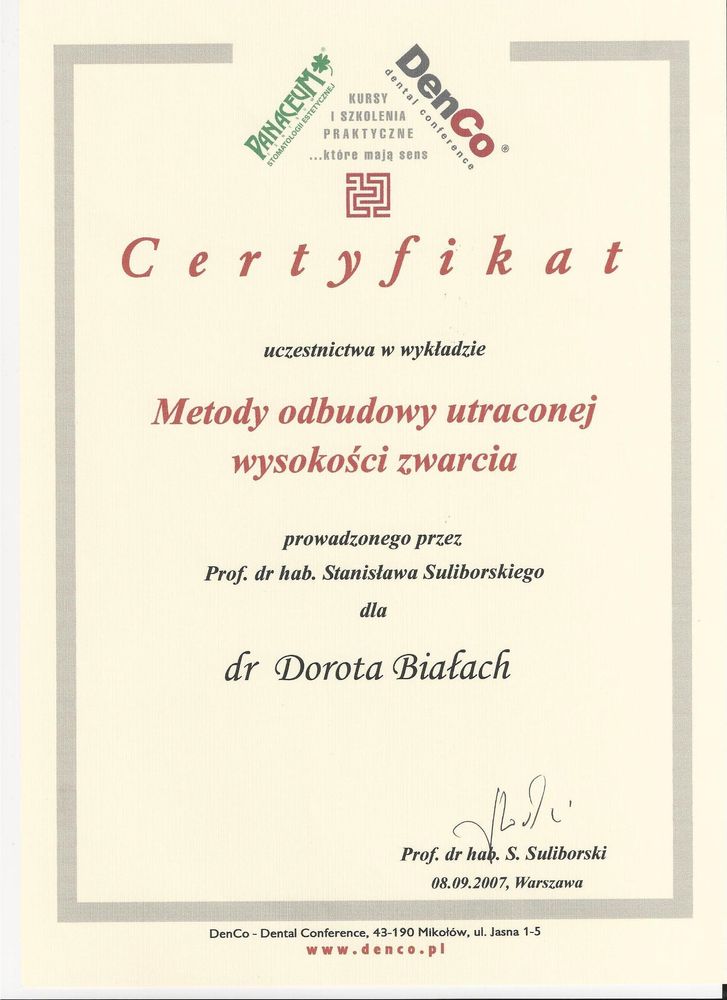 PANACEUM
STOMATOLOGII ESTETYCZNEJ
KURSY
I SZKOLENIA
PRAKTYCZNE
...które mają sens
DenCo ®
dental conference
Certyfikat
uczestnictwa w wykładzie
Metody odbudowy utraconej
wysokości zwarcia
prowadzonego przez
Prof. dr hab. Stanisława Suliborskiego
dla
dr Dorota Białach
Prof. dr hab. S. Suliborski
08.09.2007, Warszawa
DenCo - Dental Conference, 43-190 Mikołów, ul. Jasna 1-5
www.denco.pl